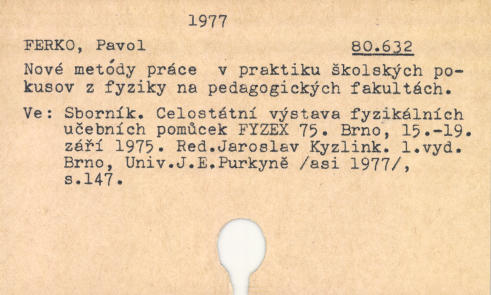 1977
FERKO, Pavol 80.632
Nové metódy práce v praktiku školských po-
kusov z fyziky na pedagogických fakultách.
Ve: Sborník. Celostátní výstava fyzikálních
učebních pomůcek FYZEX 75. Brno, 15.-19.
září 1975. Red.Jaroslav Kyzlink. 1.vyd.
Brno, Univ.J.E.Purkyně /asi 1977/,
s.147.